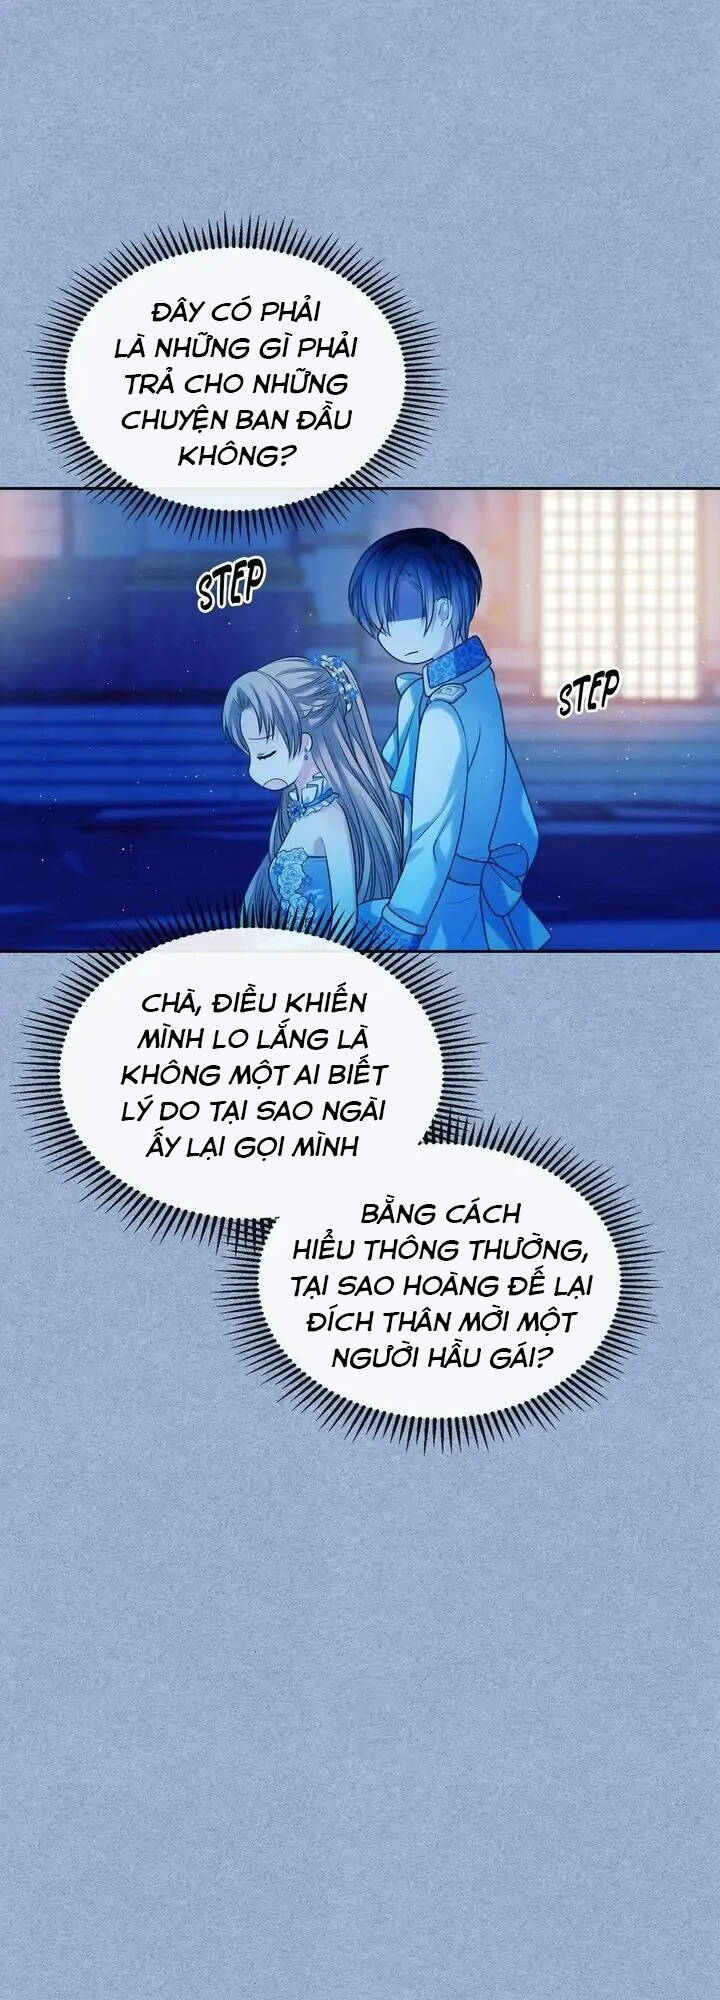 ĐÂY CÓ PHẢI
LÀ NHỮNG GÌ PHẢI
TRẢ CHO NHỮNG
CHUYỆN BAN ĐẦU
KHÔNG?
STEP
STEP
CHÀ, ĐIỀU KHIẾN
MÌNH LO LẮNG LÀ
KHÔNG MỘT AI BIẾT
LÝ DO TẠI SAO NGÀI
ẤY LẠI GỌI MÌNH
BẰNG CÁCH
HIỂU THÔNG THƯỜNG,
TẠI SAO HOÀNG ĐẾ LẠI
ĐÍCH THÂN MỜI MỘT
NGƯỜI HẦU GÁI?